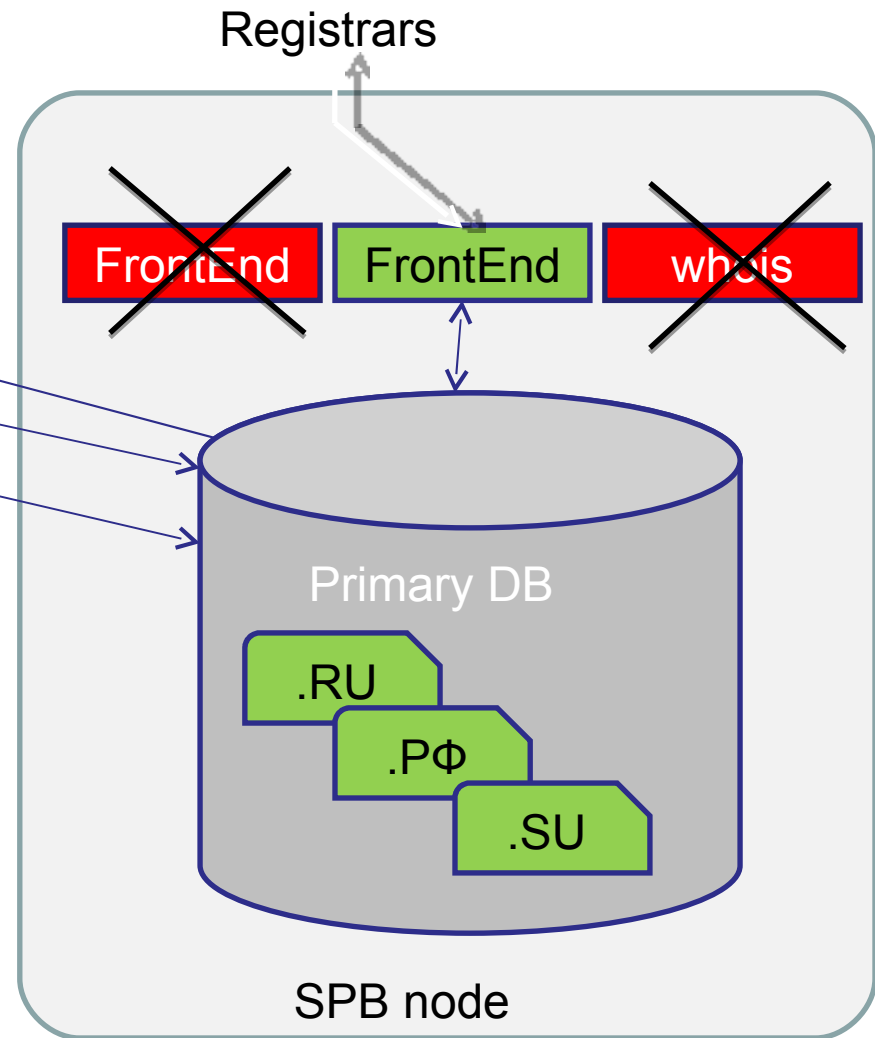 Registrars
FrontEnd
FrontEnd
whois
Primary DB
.RU
.РФ
.SU
SPB node